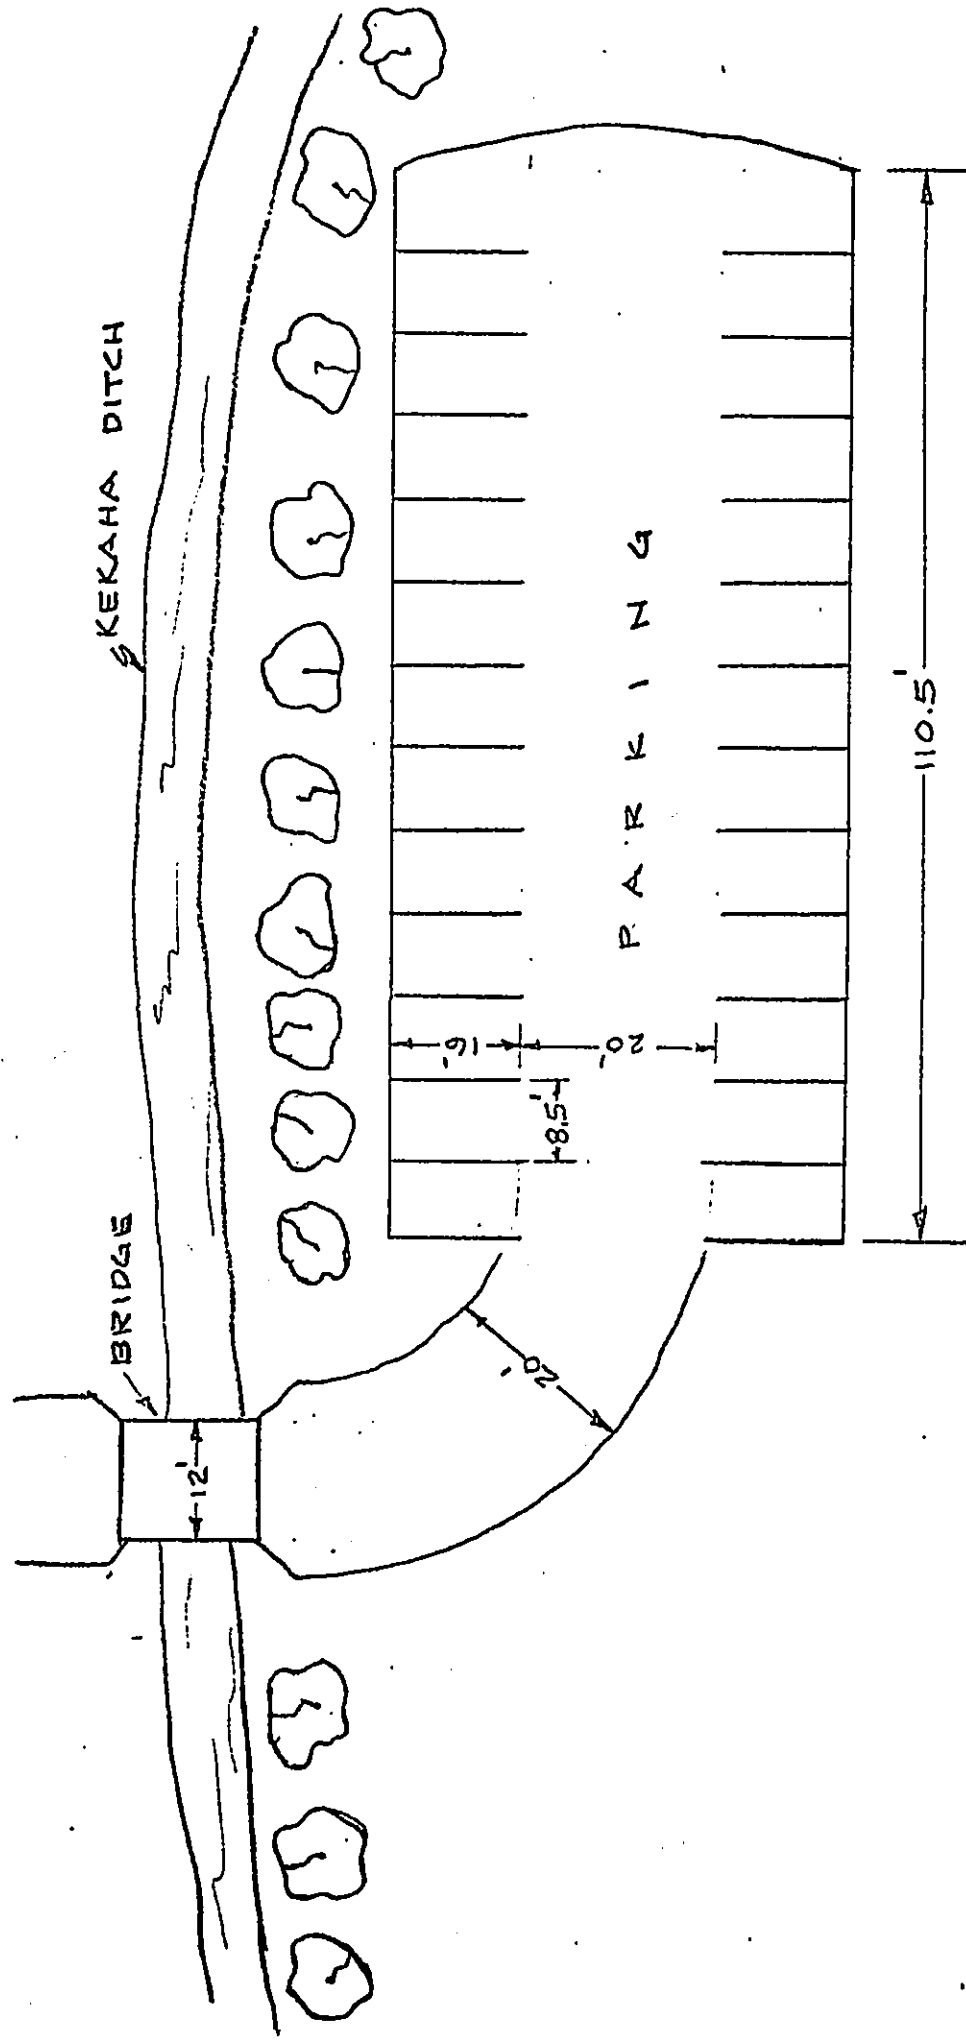 KEKAHA DITCH
BRIDGE
12'
20'
16'
20'
8.5'
PARKING
110.5'